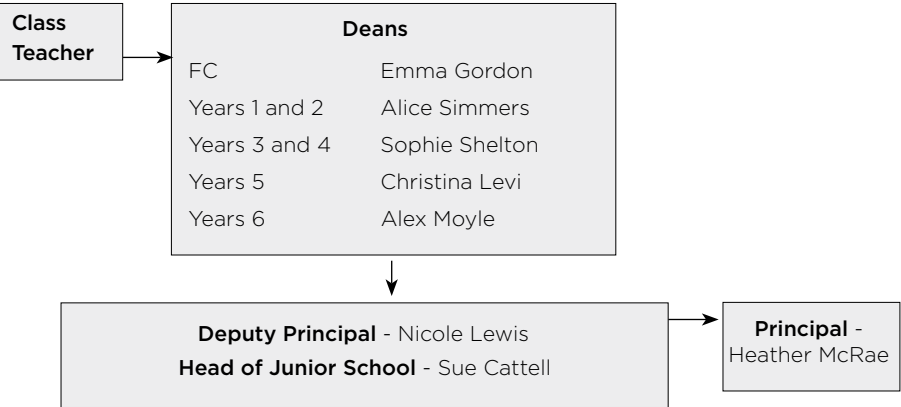 Class
Teacher
Deans
FC Emma Gordon
Years 1 and 2 Alice Simmers
Years 3 and 4 Sophie Shelton
Years 5 Christina Levi
Years 6 Alex Moyle
Deputy Principal - Nicole Lewis
Head of Junior School - Sue Cattell
Principal -
Heather McRae